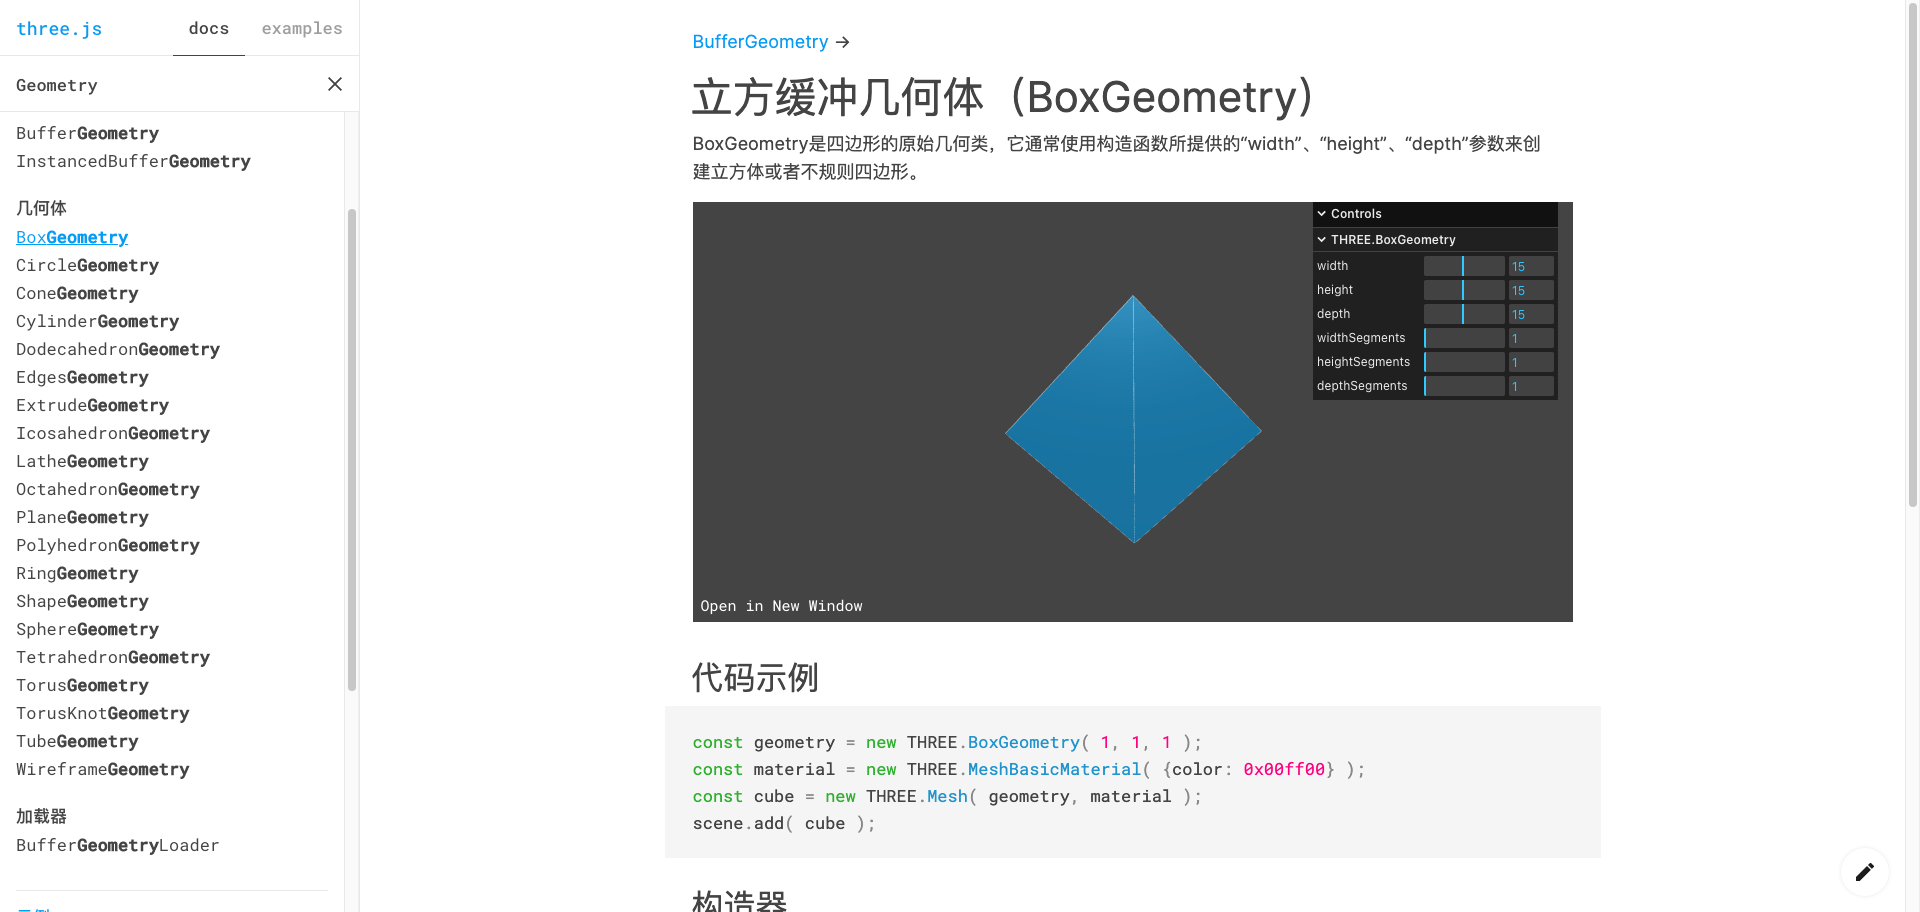 three.js
docs
examples
Geometry
BufferGeometry
InstancedBufferGeometry
几何体
BoxGeometry
CircleGeometry
ConeGeometry
CylinderGeometry
DodecahedronGeometry
EdgesGeometry
ExtrudeGeometry
IcosahedronGeometry
LatheGeometry
OctahedronGeometry
PlaneGeometry
PolyhedronGeometry
RingGeometry
ShapeGeometry
SphereGeometry
TetrahedronGeometry
TorusGeometry
TorusKnotGeometry
TubeGeometry
WireframeGeometry
加载器
BufferGeometryLoader
BufferGeometry →
立方缓冲几何体（BoxGeometry）
BoxGeometry是四边形的原始几何类，它通常使用构造函数所提供的“width”、“height”、“depth”参数来创
建立方体或者不规则四边形。
Controls
THREE.BoxGeometry
width 15
height 15
depth 15
widthSegments 1
heightSegments 1
depthSegments 1
Open in New Window
代码示例
const geometry = new THREE.BoxGeometry( 1, 1, 1 );
const material = new THREE.MeshBasicMaterial( {color: 0x00ff00} );
const cube = new THREE.Mesh( geometry, material );
scene.add( cube );
构造器